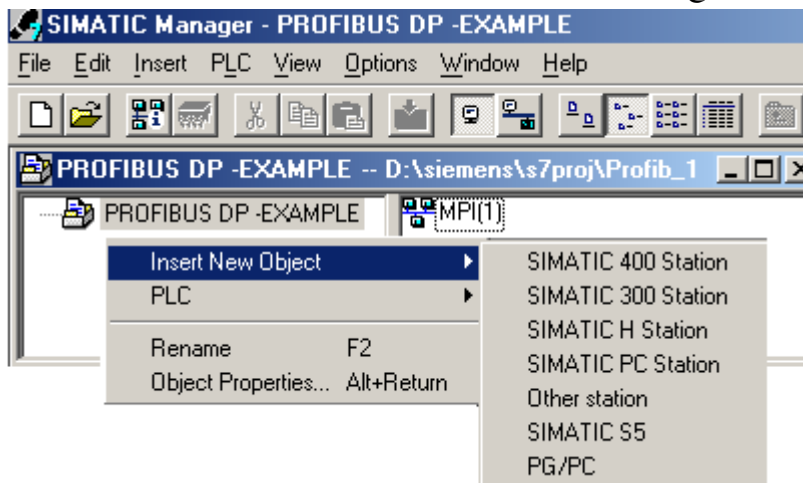 SIMATIC Manager - PROFIBUS DP -EXAMPLE
File Edit Insert PLC View Options Window Help
PROFIBUS DP -EXAMPLE -- D:\siemens\s7proj\Profib_1
PROFIBUS DP -EXAMPLE
MPI(1)
Insert New Object
PLC
Rename F2
Object Properties... Alt+Return
SIMATIC 400 Station
SIMATIC 300 Station
SIMATIC H Station
SIMATIC PC Station
Other station
SIMATIC S5
PG/PC